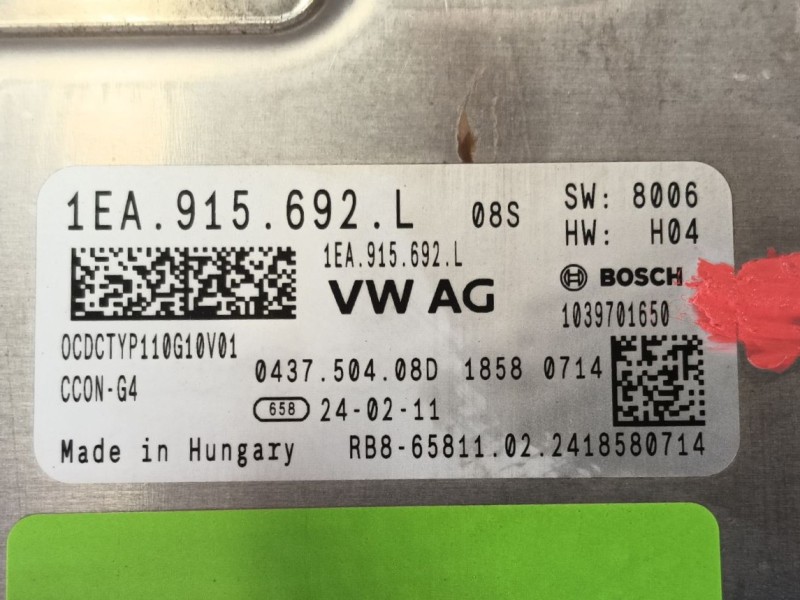 1EA.915.692.L 08S SW: 8006
HW: H04
1EA.915.692.L
VW AG
BOSCH
1039701650
OCDCTYP110G10V01
CCON-G4
0437.504.08D 1858 0714
658 24-02-11
Made in Hungary RB8-65811.02.2418580714